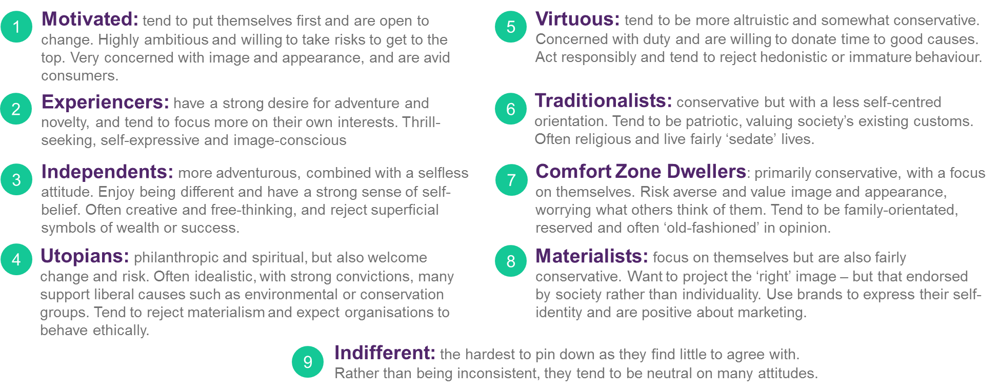 1
Motivated: tend to put themselves first and are open to
change. Highly ambitious and willing to take risks to get to the
top. Very concerned with image and appearance, and are avid
consumers.
2
Experiencers: have a strong desire for adventure and
novelty, and tend to focus more on their own interests. Thrill-
seeking, self-expressive and image-conscious
3
Independents: more adventurous, combined with a selfless
attitude. Enjoy being different and have a strong sense of self-
belief. Often creative and free-thinking, and reject superficial
symbols of wealth or success.
4
Utopians: philanthropic and spiritual, but also welcome
change and risk. Often idealistic, with strong convictions, many
support liberal causes such as environmental or conservation
groups. Tend to reject materialism and expect organisations to
behave ethically.
5
Virtuous: tend to be more altruistic and somewhat conservative.
Concerned with duty and are willing to donate time to good causes.
Act responsibly and tend to reject hedonistic or immature behaviour.
6
Traditionalists: conservative but with a less self-centred
orientation. Tend to be patriotic, valuing society’s existing customs.
Often religious and live fairly ‘sedate’ lives.
7
Comfort Zone Dwellers: primarily conservative, with a focus
on themselves. Risk averse and value image and appearance,
worrying what others think of them. Tend to be family-orientated,
reserved and often ‘old-fashioned’ in opinion.
8
Materialists: focus on themselves but are also fairly
conservative. Want to project the ‘right’ image – but that endorsed
by society rather than individuality. Use brands to express their self-
identity and are positive about marketing.
9
Indifferent: the hardest to pin down as they find little to agree with.
Rather than being inconsistent, they tend to be neutral on many attitudes.